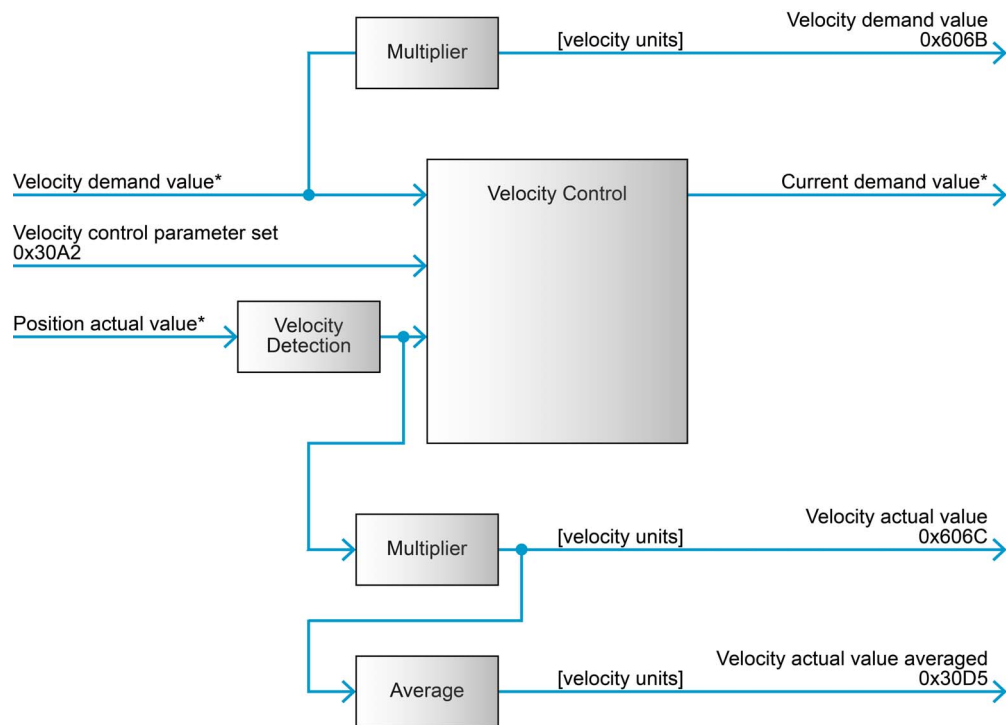 Velocity demand value
0x606B
Multiplier
[velocity units]
Velocity demand value*
Velocity Control
Current demand value*
Velocity control parameter set
0x30A2
Position actual value*
Velocity
Detection
Velocity actual value
0x606C
Multiplier
[velocity units]
Velocity actual value averaged
0x30D5
Average
[velocity units]